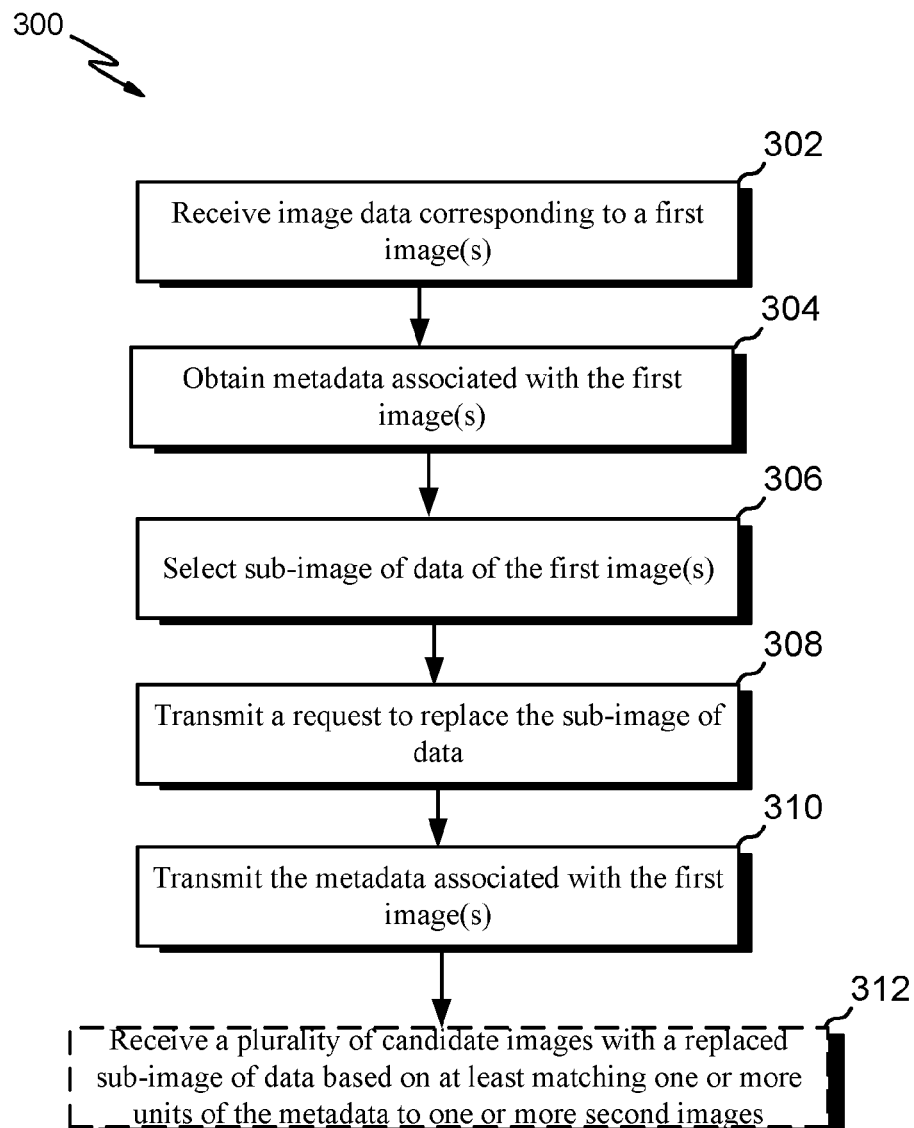 300
302
Receive image data corresponding to a first
image(s)
304
Obtain metadata associated with the first
image(s)
306
Select sub-image of data of the first image(s)
308
Transmit a request to replace the sub-image of
data
310
Transmit the metadata associated with the first
image(s)
312
Receive a plurality of candidate images with a replaced
sub-image of data based on at least matching one or more
units of the metadata to one or more second images